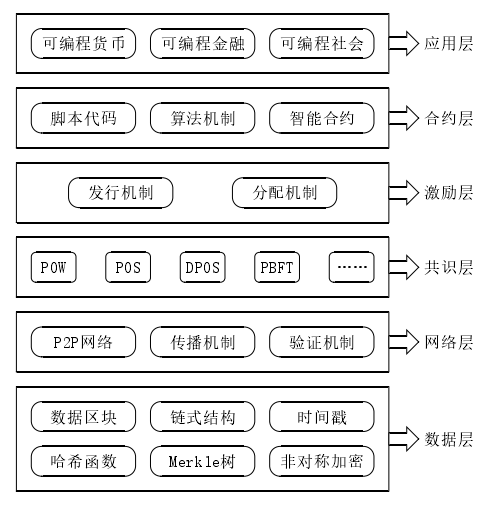 可编程货币 可编程金融 可编程社会 应用层
脚本代码 算法机制 智能合约 合约层
发行机制 分配机制 激励层
POW POS DPOS PBFT …… 共识层
P2P网络 传播机制 验证机制 网络层
数据区块 链式结构 时间戳
数据层
哈希函数 Merkle树 非对称加密